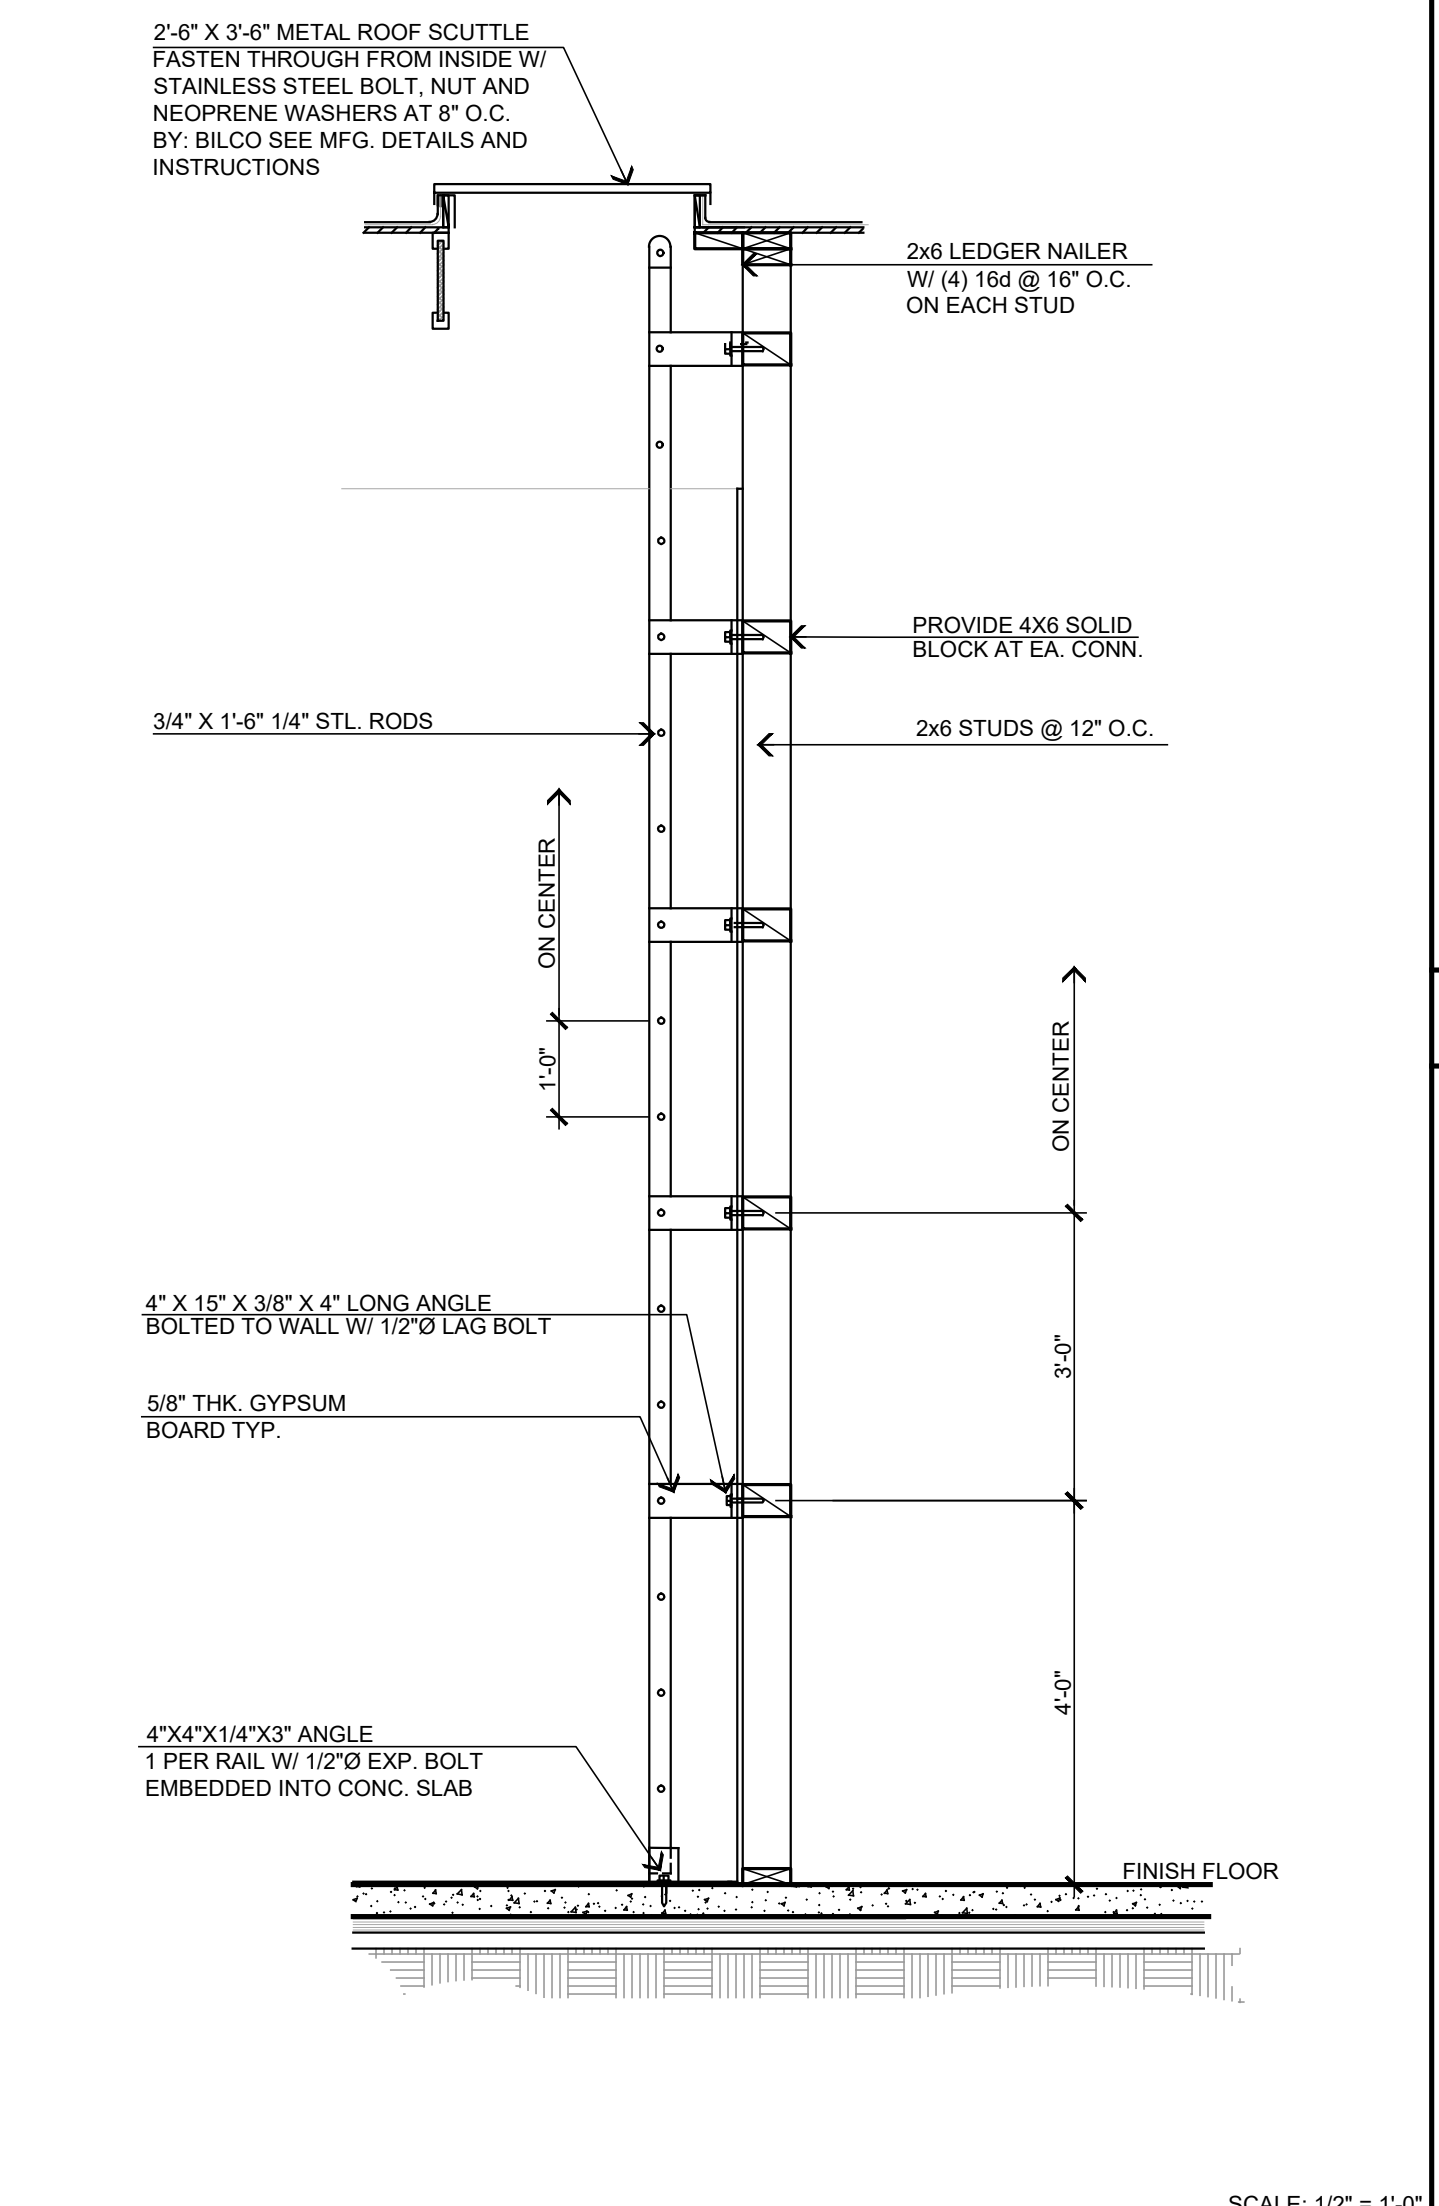 2'-6" X 3'-6" METAL ROOF SCUTTLE
FASTEN THROUGH FROM INSIDE W/
STAINLESS STEEL BOLT, NUT AND
NEOPRENE WASHERS AT 8" O.C.
BY: BILCO SEE MFG. DETAILS AND
INSTRUCTIONS
2x6 LEDGER NAILER
W/ (4) 16d @ 16" O.C.
ON EACH STUD
PROVIDE 4X6 SOLID
BLOCK AT EA. CONN.
3/4" X 1'-6" 1/4" STL. RODS
2x6 STUDS @ 12" O.C.
ON CENTER
1'-0"
ON CENTER
3'-0"
4'-0"
4" X 15" X 3/8" X 4" LONG ANGLE
BOLTED TO WALL W/ 1/2"Ø LAG BOLT
5/8" THK. GYPSUM
BOARD TYP.
4"X4"X1/4"X3" ANGLE
1 PER RAIL W/ 1/2"Ø EXP. BOLT
EMBEDDED INTO CONC. SLAB
FINISH FLOOR
SCALE: 1/2" = 1'-0"